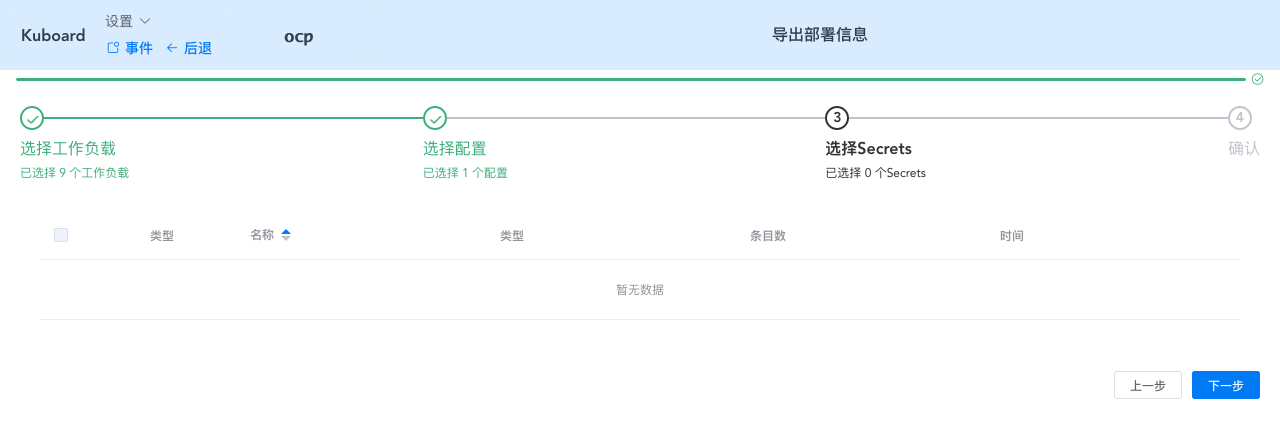 Kuboard
设置
事件 后退
ocp
导出部署信息
3
4
选择工作负载
选择配置
选择Secrets
确认
已选择 9 个工作负载
已选择 1 个配置
已选择 0 个Secrets
类型 名称 类型 条目数 时间
暂无数据
上一步 下一步